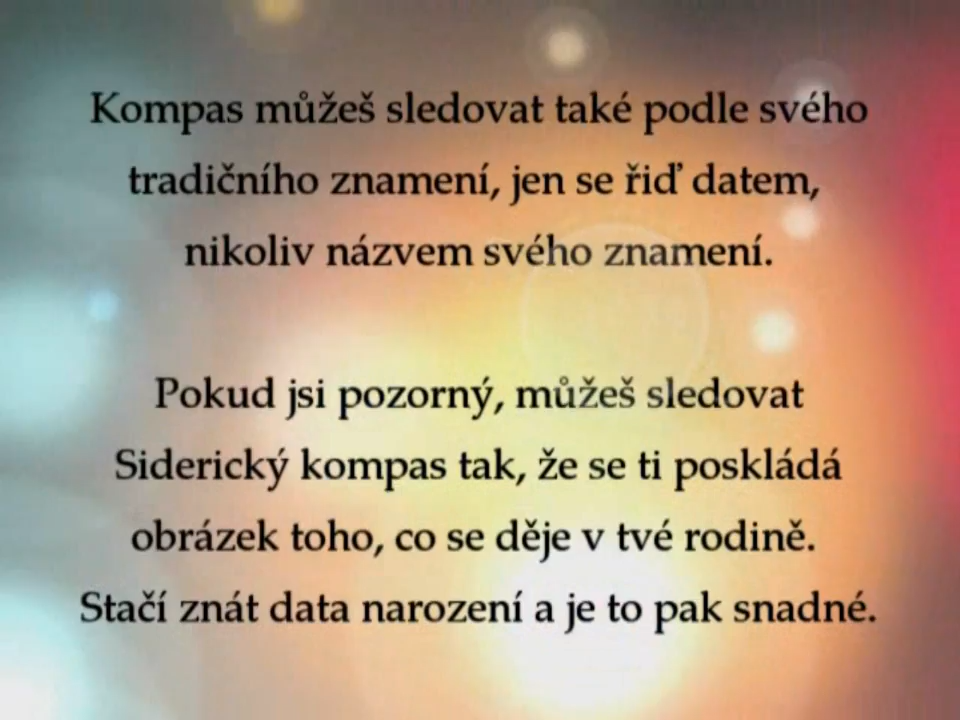 Kompas můžeš sledovat také podle svého
tradičního znamení, jen se řiď datem,
nikoliv názvem svého znamení.
Pokud jsi pozorný, můžeš sledovat
Siderický kompas tak, že se ti poskládá
obrázek toho, co se děje v tvé rodině.
Stačí znát data narození a je to pak snadné.